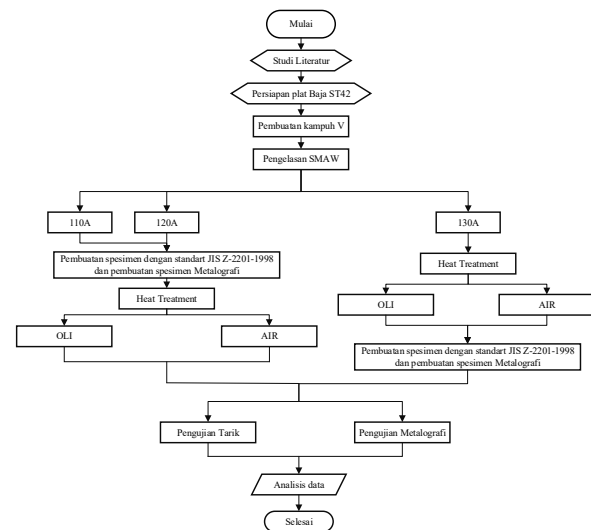 Mulai
Studi Literatur
Persiapan plat Baja ST42
Pembuatan kampuh V
Pengelasan SMAW
110A
120A
130A
Pembuatan spesimen dengan standart JIS Z-2201-1998
dan pembuatan spesimen Metalografi
Heat Treatment
OLI
AIR
Heat Treatment
OLI
AIR
Pembuatan spesimen dengan standart JIS Z-2201-1998
dan pembuatan spesimen Metalografi
Pengujian Tarik
Pengujian Metalografi
Analisis data
Selesai